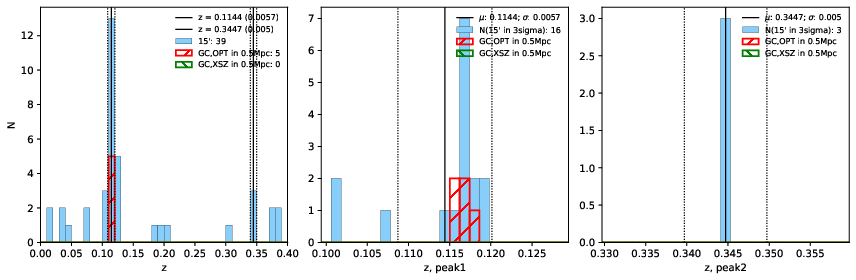 z = 0.1144 (0.0057)
z = 0.3447 (0.005)
15': 39
GC,OPT in 0.5Mpc: 5
GC,XSZ in 0.5Mpc: 0
N
12
10
8
6
4
2
0
0.00 0.05 0.10 0.15 0.20 0.25 0.30 0.35 0.40
z
μ: 0.1144; σ: 0.0057
N(15' in 3sigma): 16
GC,OPT in 0.5Mpc
GC,XSZ in 0.5Mpc
7
6
5
4
3
2
1
0
0.105 0.110 0.115 0.120 0.125
z, peak1
μ: 0.3447; σ: 0.005
N(15' in 3sigma): 3
GC,OPT in 0.5Mpc
GC,XSZ in 0.5Mpc
3.0
2.5
2.0
1.5
1.0
0.5
0.0
0.330 0.335 0.340 0.345 0.350 0.355
z, peak2